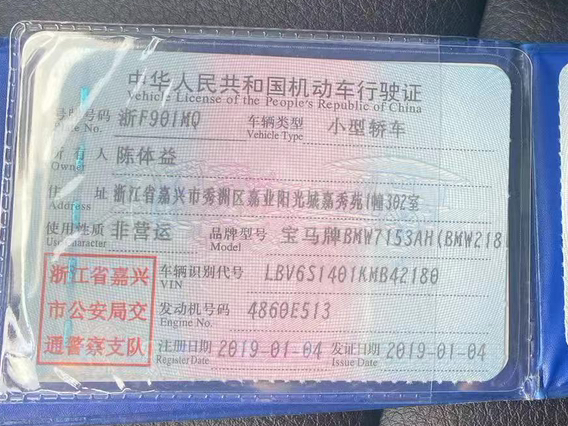 中华人民共和国机动车行驶证
Vehicle License of the People's Republic of China
号牌号码 浙F901MQ 车辆类型 小型轿车
Plate No. Vehicle Type
所有人 陈体益
Owner
住址 浙江省嘉兴市秀洲区嘉业阳光城嘉秀苑1幢302室
Address
使用性质 非营运 品牌型号 宝马牌BMW7153AH(BMW218
Use Character Model
浙江省嘉兴
市公安局交
通警察支队
车辆识别代号 LBV6S1401KMB42180
VIN
发动机号码 4860E513
Engine No.
注册日期 2019-01-04 发证日期 2019-01-04
Register Date Issue Date